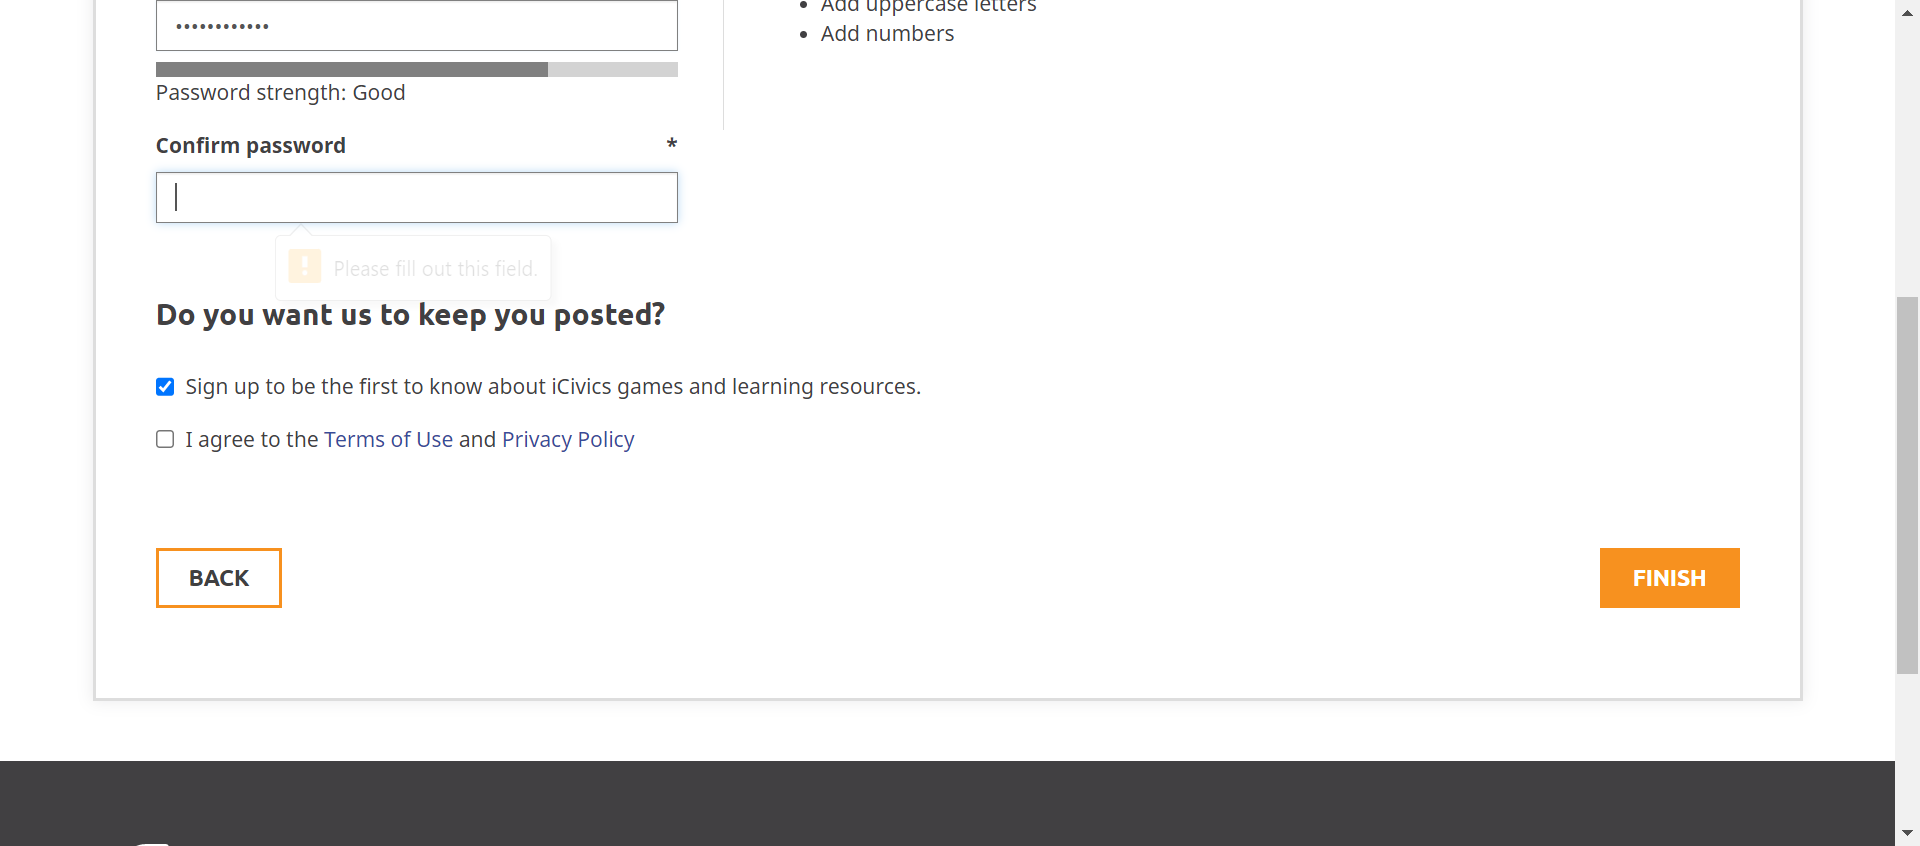 Add uppercase letters
Add numbers
Password strength: Good
Confirm password *
Please fill out this field.
Do you want us to keep you posted?
Sign up to be the first to know about iCivics games and learning resources.
I agree to the Terms of Use and Privacy Policy
BACK
FINISH